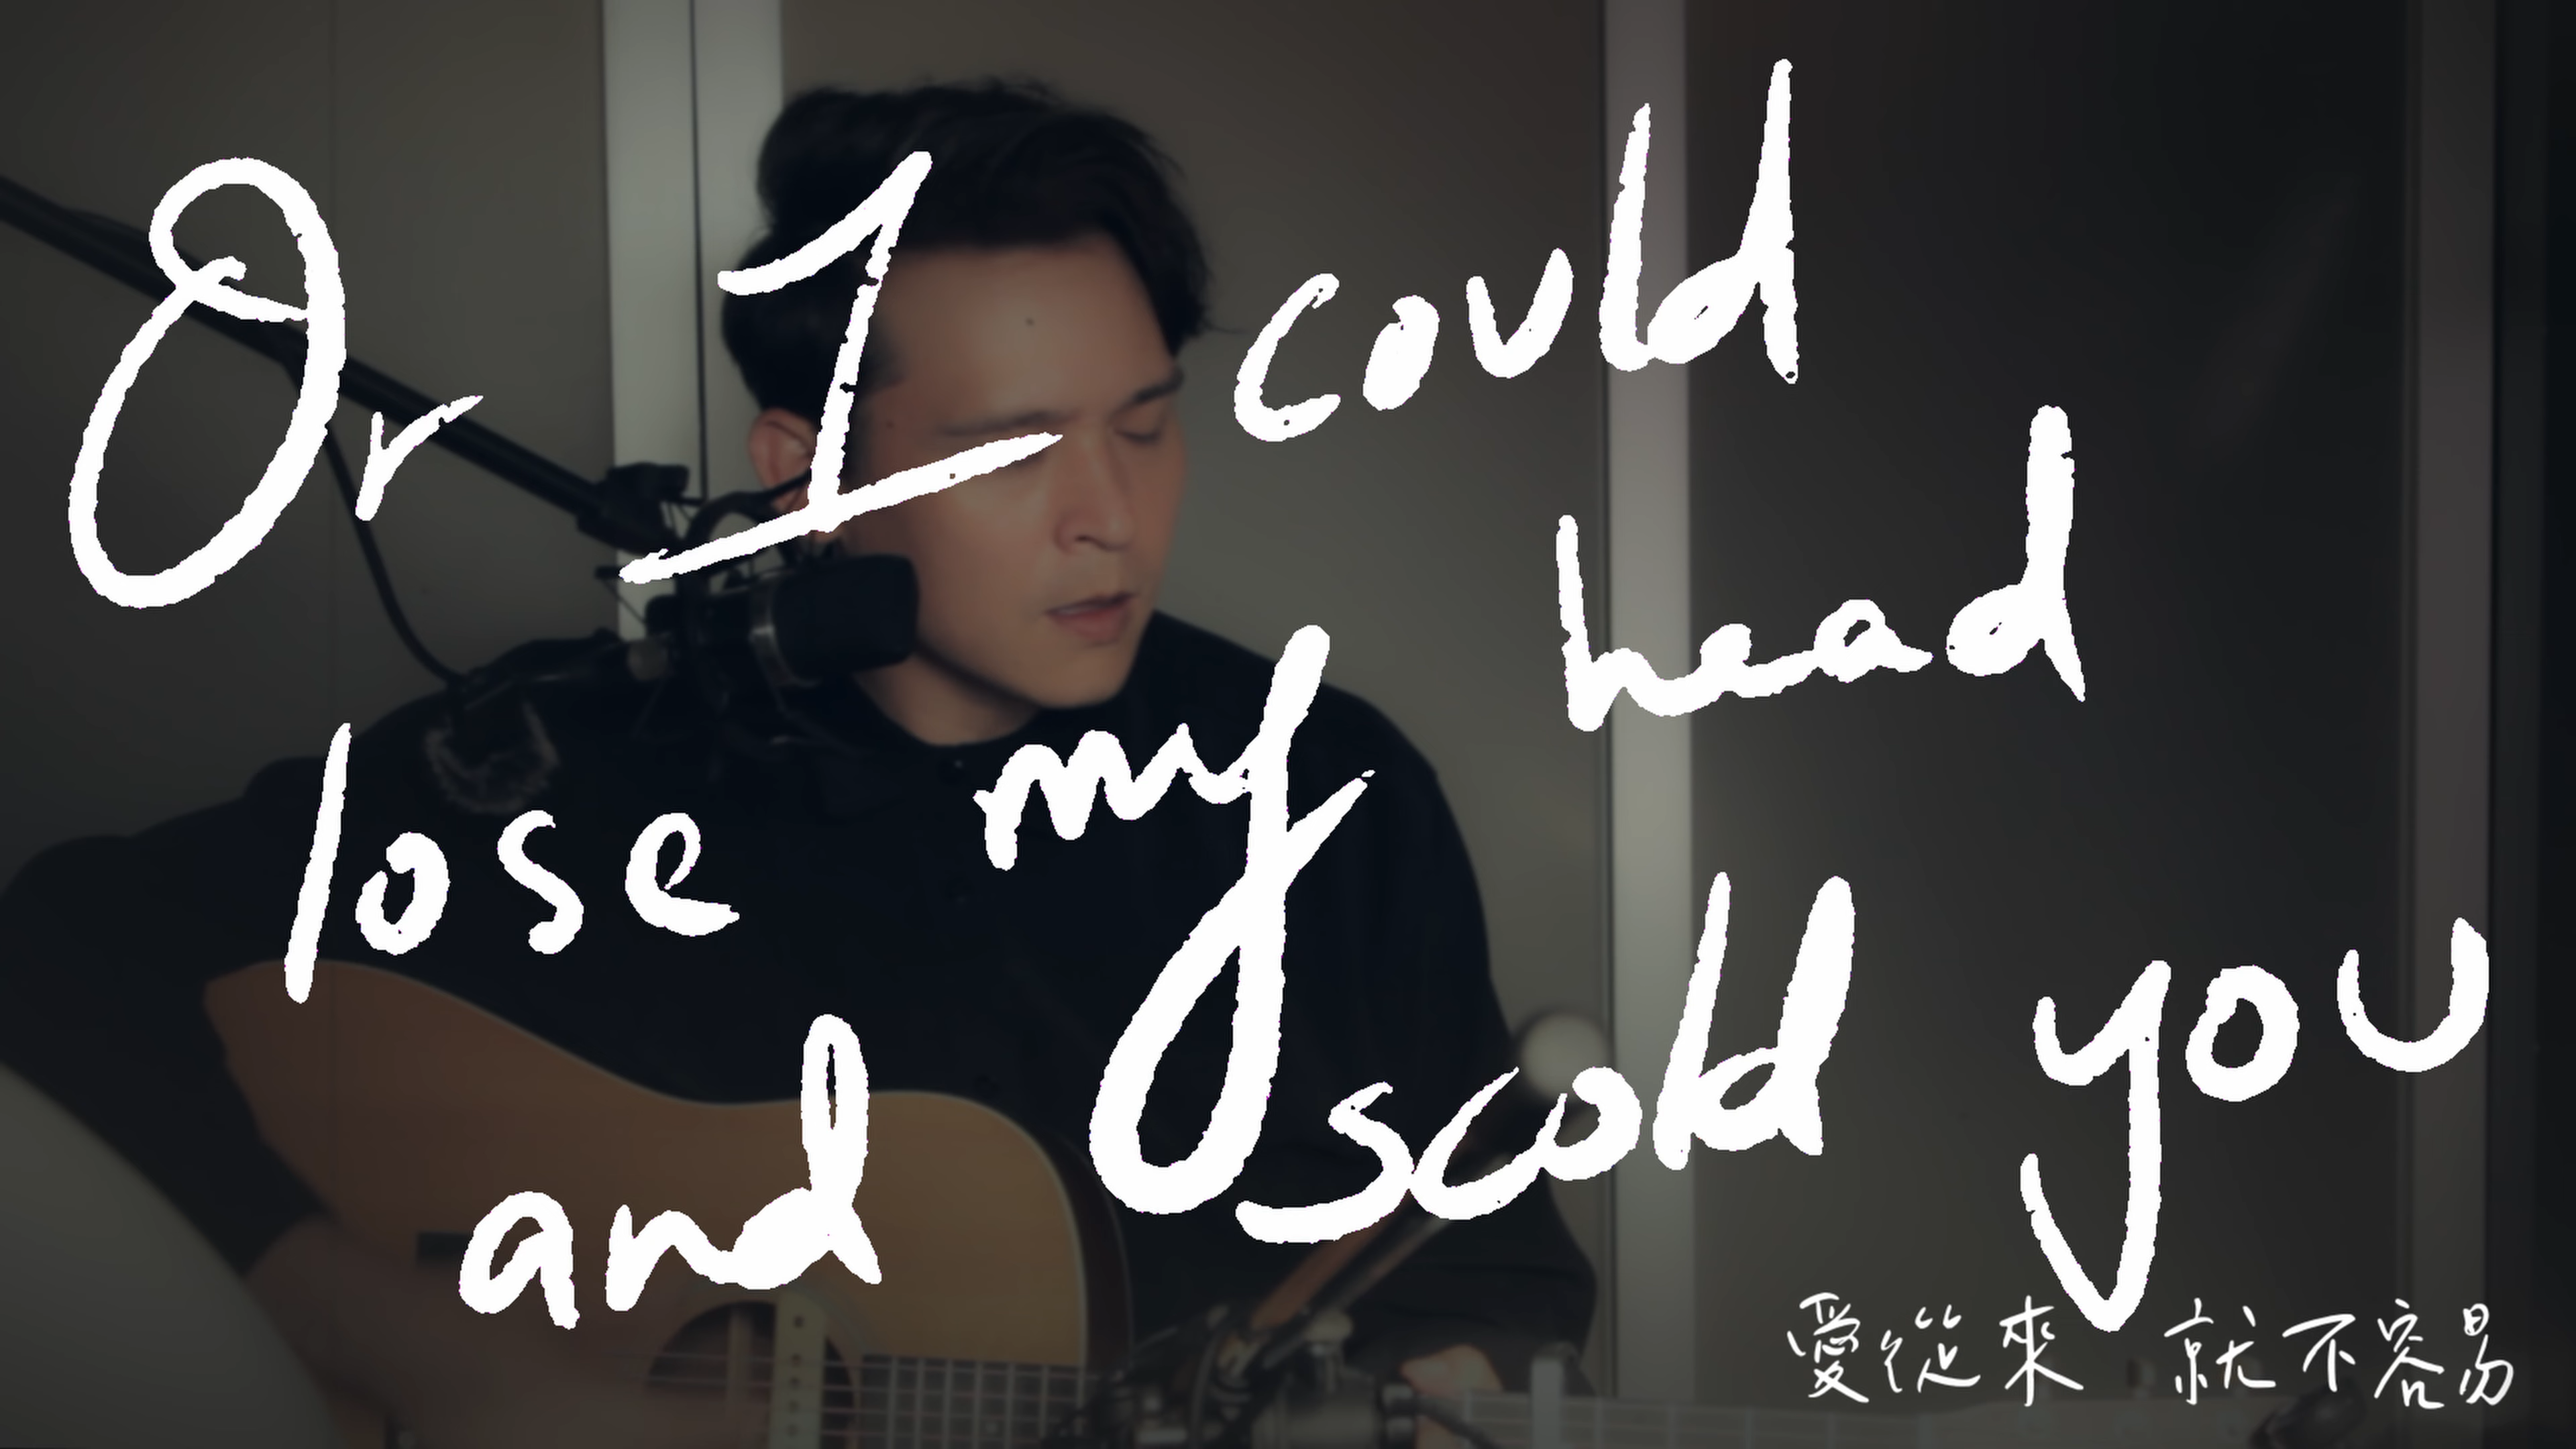 Or I could
lose my head
and scold you
愛從來 就不容易